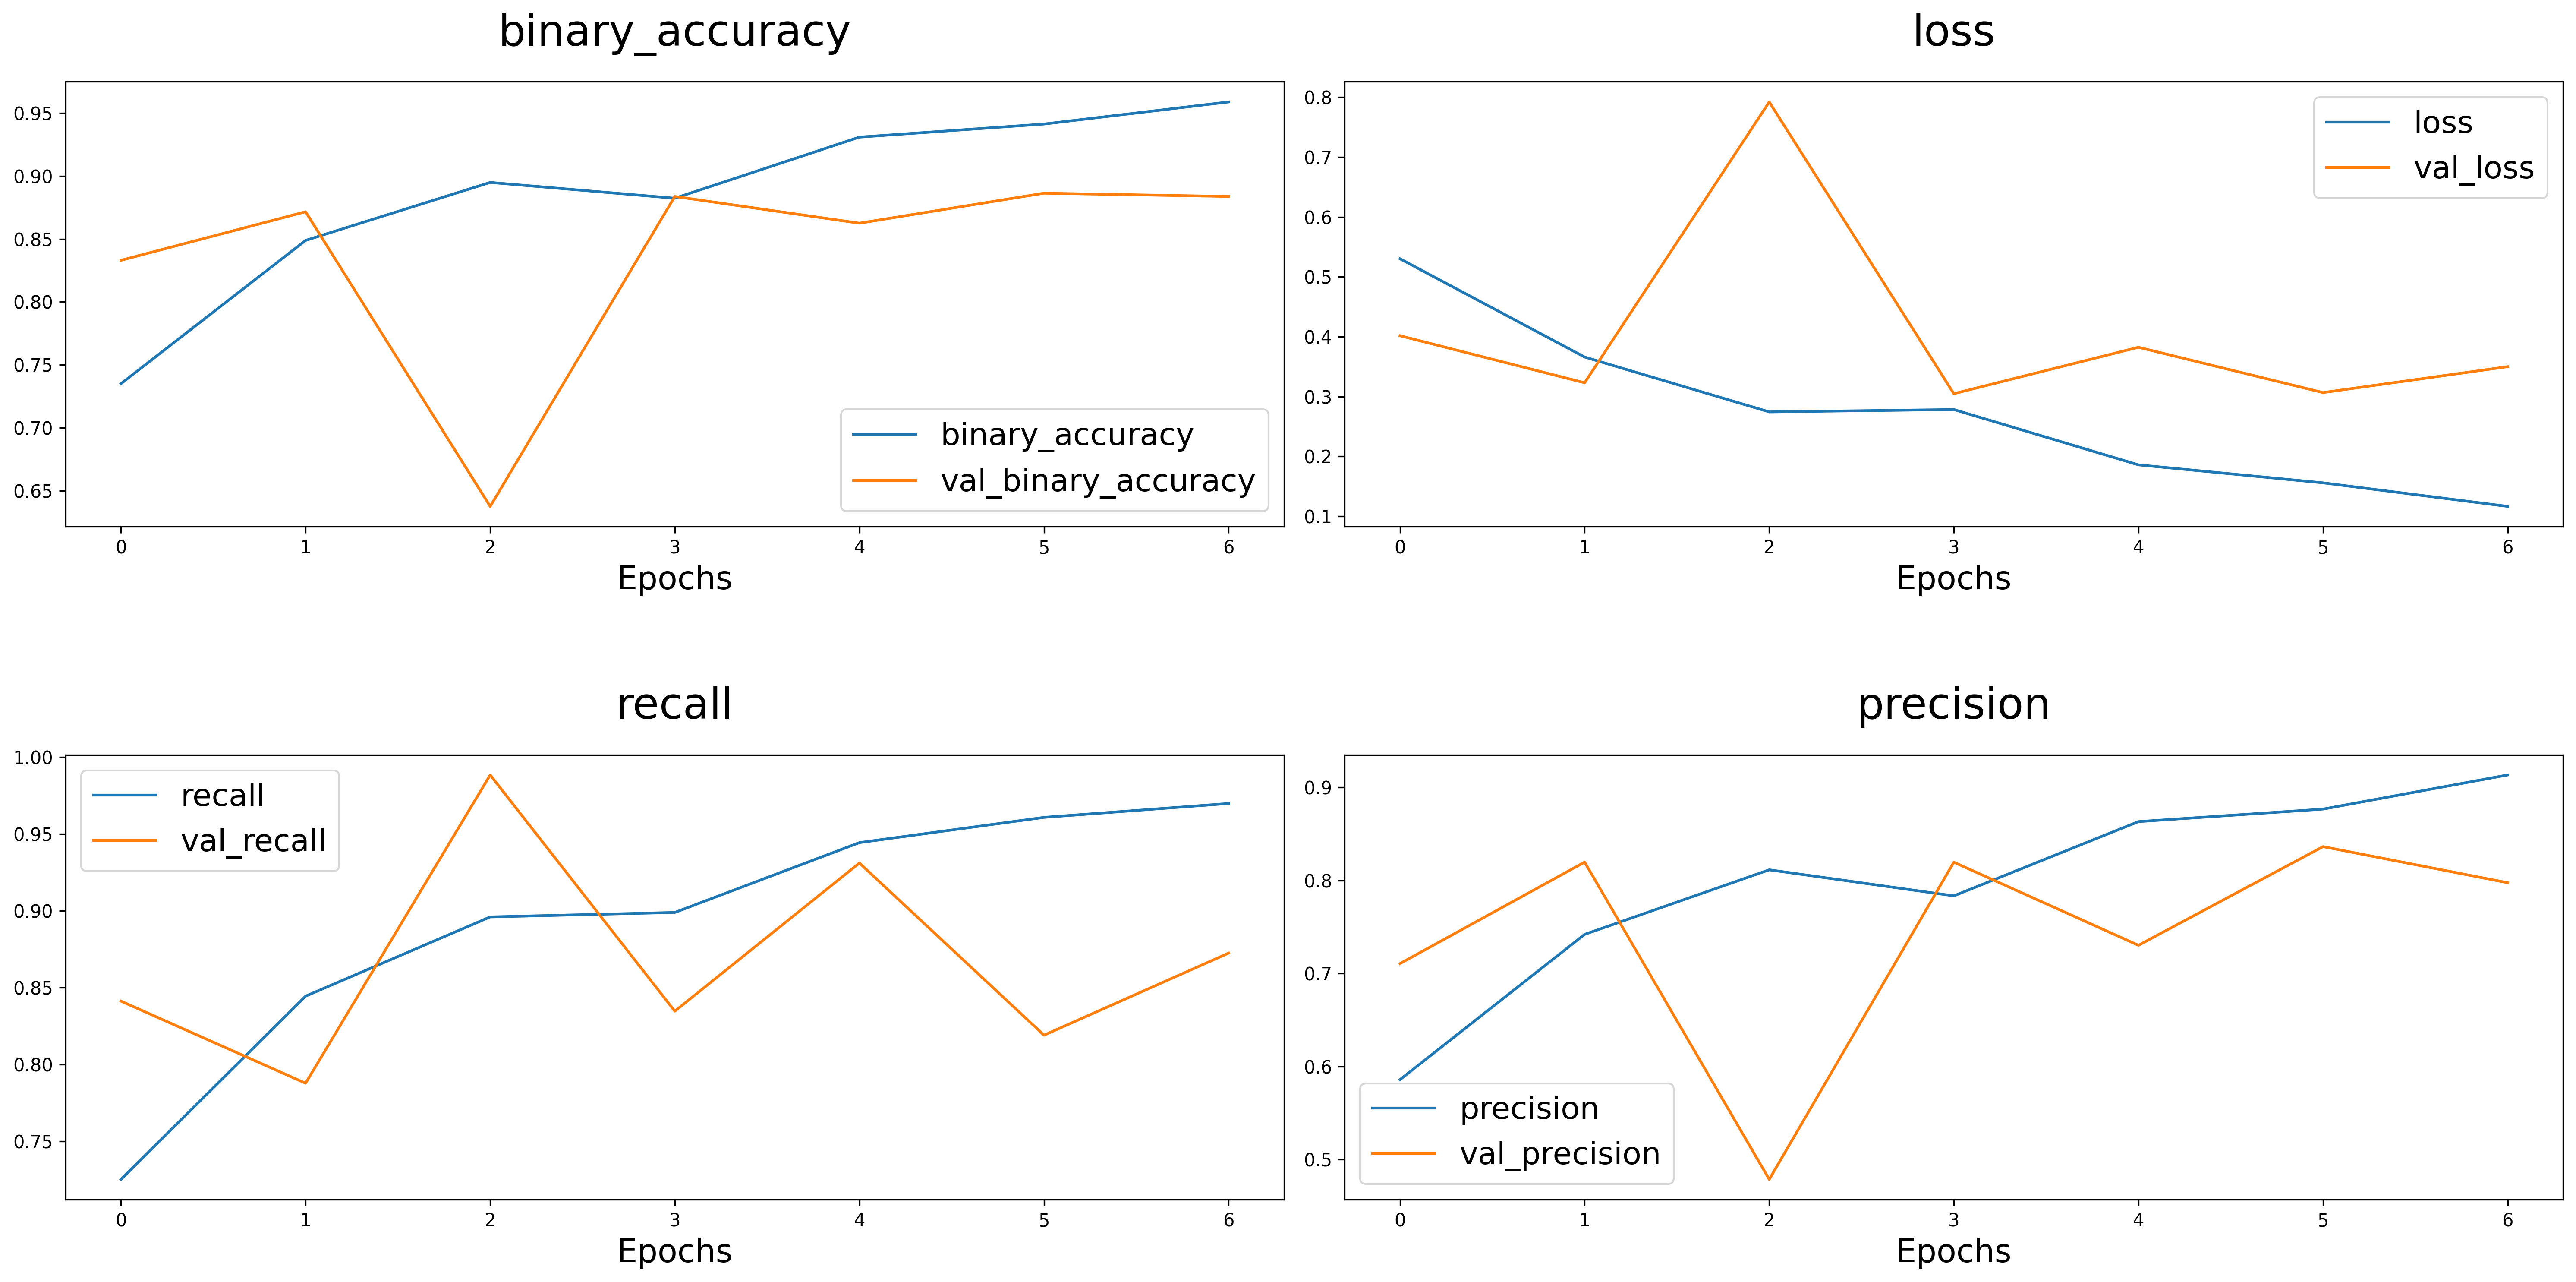 binary_accuracy
0.95
0.90
0.85
0.80
0.75
0.70
0.65
binary_accuracy
val_binary_accuracy
0 1 2 3 4 5 6
Epochs
loss
0.8
0.7
0.6
0.5
0.4
0.3
0.2
0.1
loss
val_loss
0 1 2 3 4 5 6
Epochs
recall
1.00
0.95
0.90
0.85
0.80
0.75
recall
val_recall
0 1 2 3 4 5 6
Epochs
precision
0.9
0.8
0.7
0.6
0.5
precision
val_precision
0 1 2 3 4 5 6
Epochs